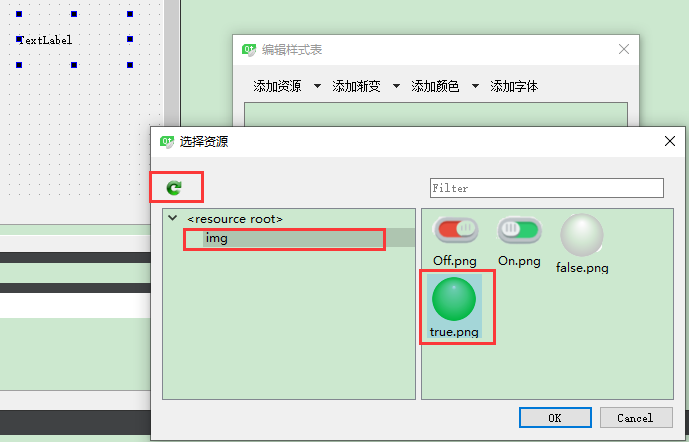 TextLabel
编辑样式表
添加资源 添加渐变 添加颜色 添加字体
选择资源
Filter
<resource root>
img
Off.png On.png false.png
true.png
OK Cancel